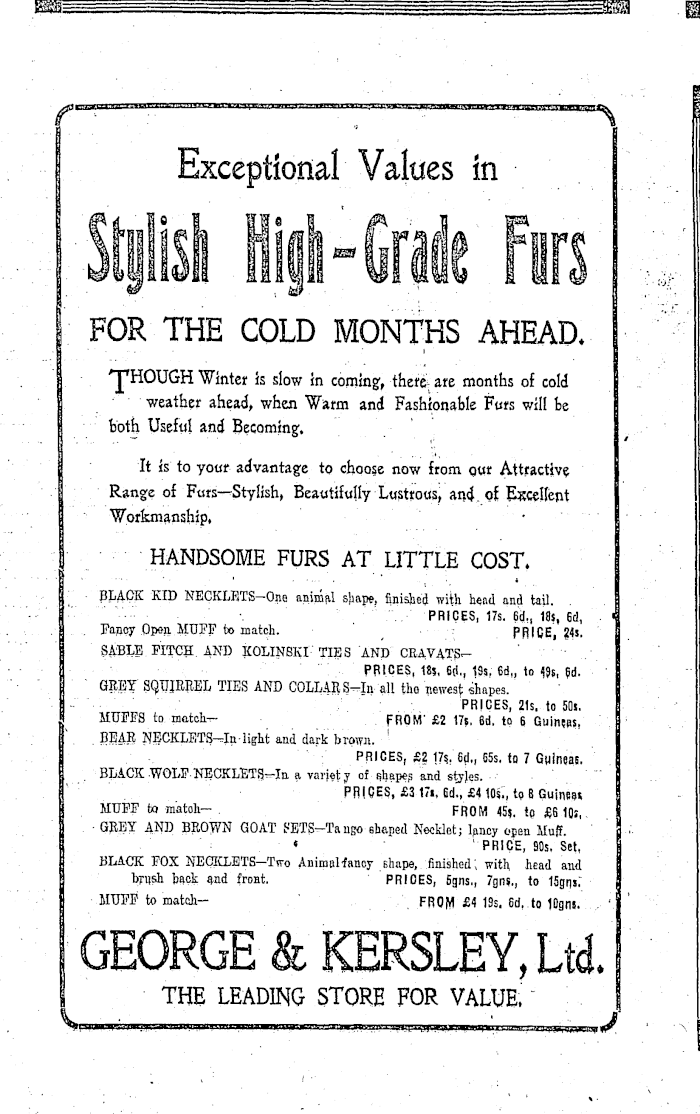 Exceptional Values in
Stylish High-Grade Furs
FOR THE COLD MONTHS AHEAD.
THOUGH Winter is slow in coming, there are months of cold
weather ahead, when Warm and Fashionable Furs will be
both Useful and Becoming.
It is to your advantage to choose now from our Attractive
Range of Furs—Stylish, Beautifully Lustrous, and of Excellent
Workmanship.
HANDSOME FURS AT LITTLE COST.
BLACK KID NECKLETS—One animal shape, finished with head and tail.
PRICES, 17s. 6d., 18s, 6d,
Fancy Open MUFF to match.
PRICE, 24s.
SABLE FITCH AND KOLINSKI TIES AND CRAVATS—
PRICES, 18s. 6d., 19s, 6d., to 49s, 6d.
GREY SQUIRREL TIES AND COLLARS—In all the newest shapes.
PRICES, 21s. to 50s.
MUFFS to match—
FROM £2 17s. 6d. to 6 Guineas,
BEAR NECKLETS—In light and dark brown.
PRICES, £2 17s. 6d., 65s. to 7 Guineas.
BLACK WOLF NECKLETS—In a variety of shapes and styles.
PRICES, £3 17s. 6d., £4 10s., to 8 Guineas
MUFF to match—
FROM 45s. to £6 10s,
GREY AND BROWN GOAT SETS—Tango shaped Necklet; lancy open Muff.
PRICE, 90s. Set,
BLACK FOX NECKLETS—Two Animal fancy shape, finished with head and
brush back and front.
PRICES, 5gns., 7gns., to 15gns.
MUFF to match—
FROM £4 19s. 6d. to 10gns.
GEORGE & KERSLEY, Ltd.
THE LEADING STORE FOR VALUE.